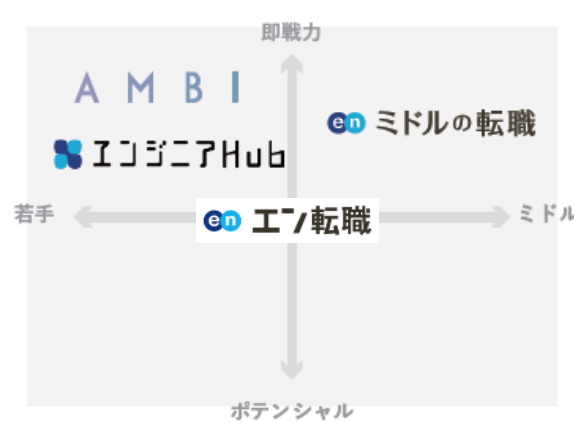 即戦力
AMBI
en ミドルの転職
エンジニアHub
若手
en エン転職
ミドル
ポテンシャル